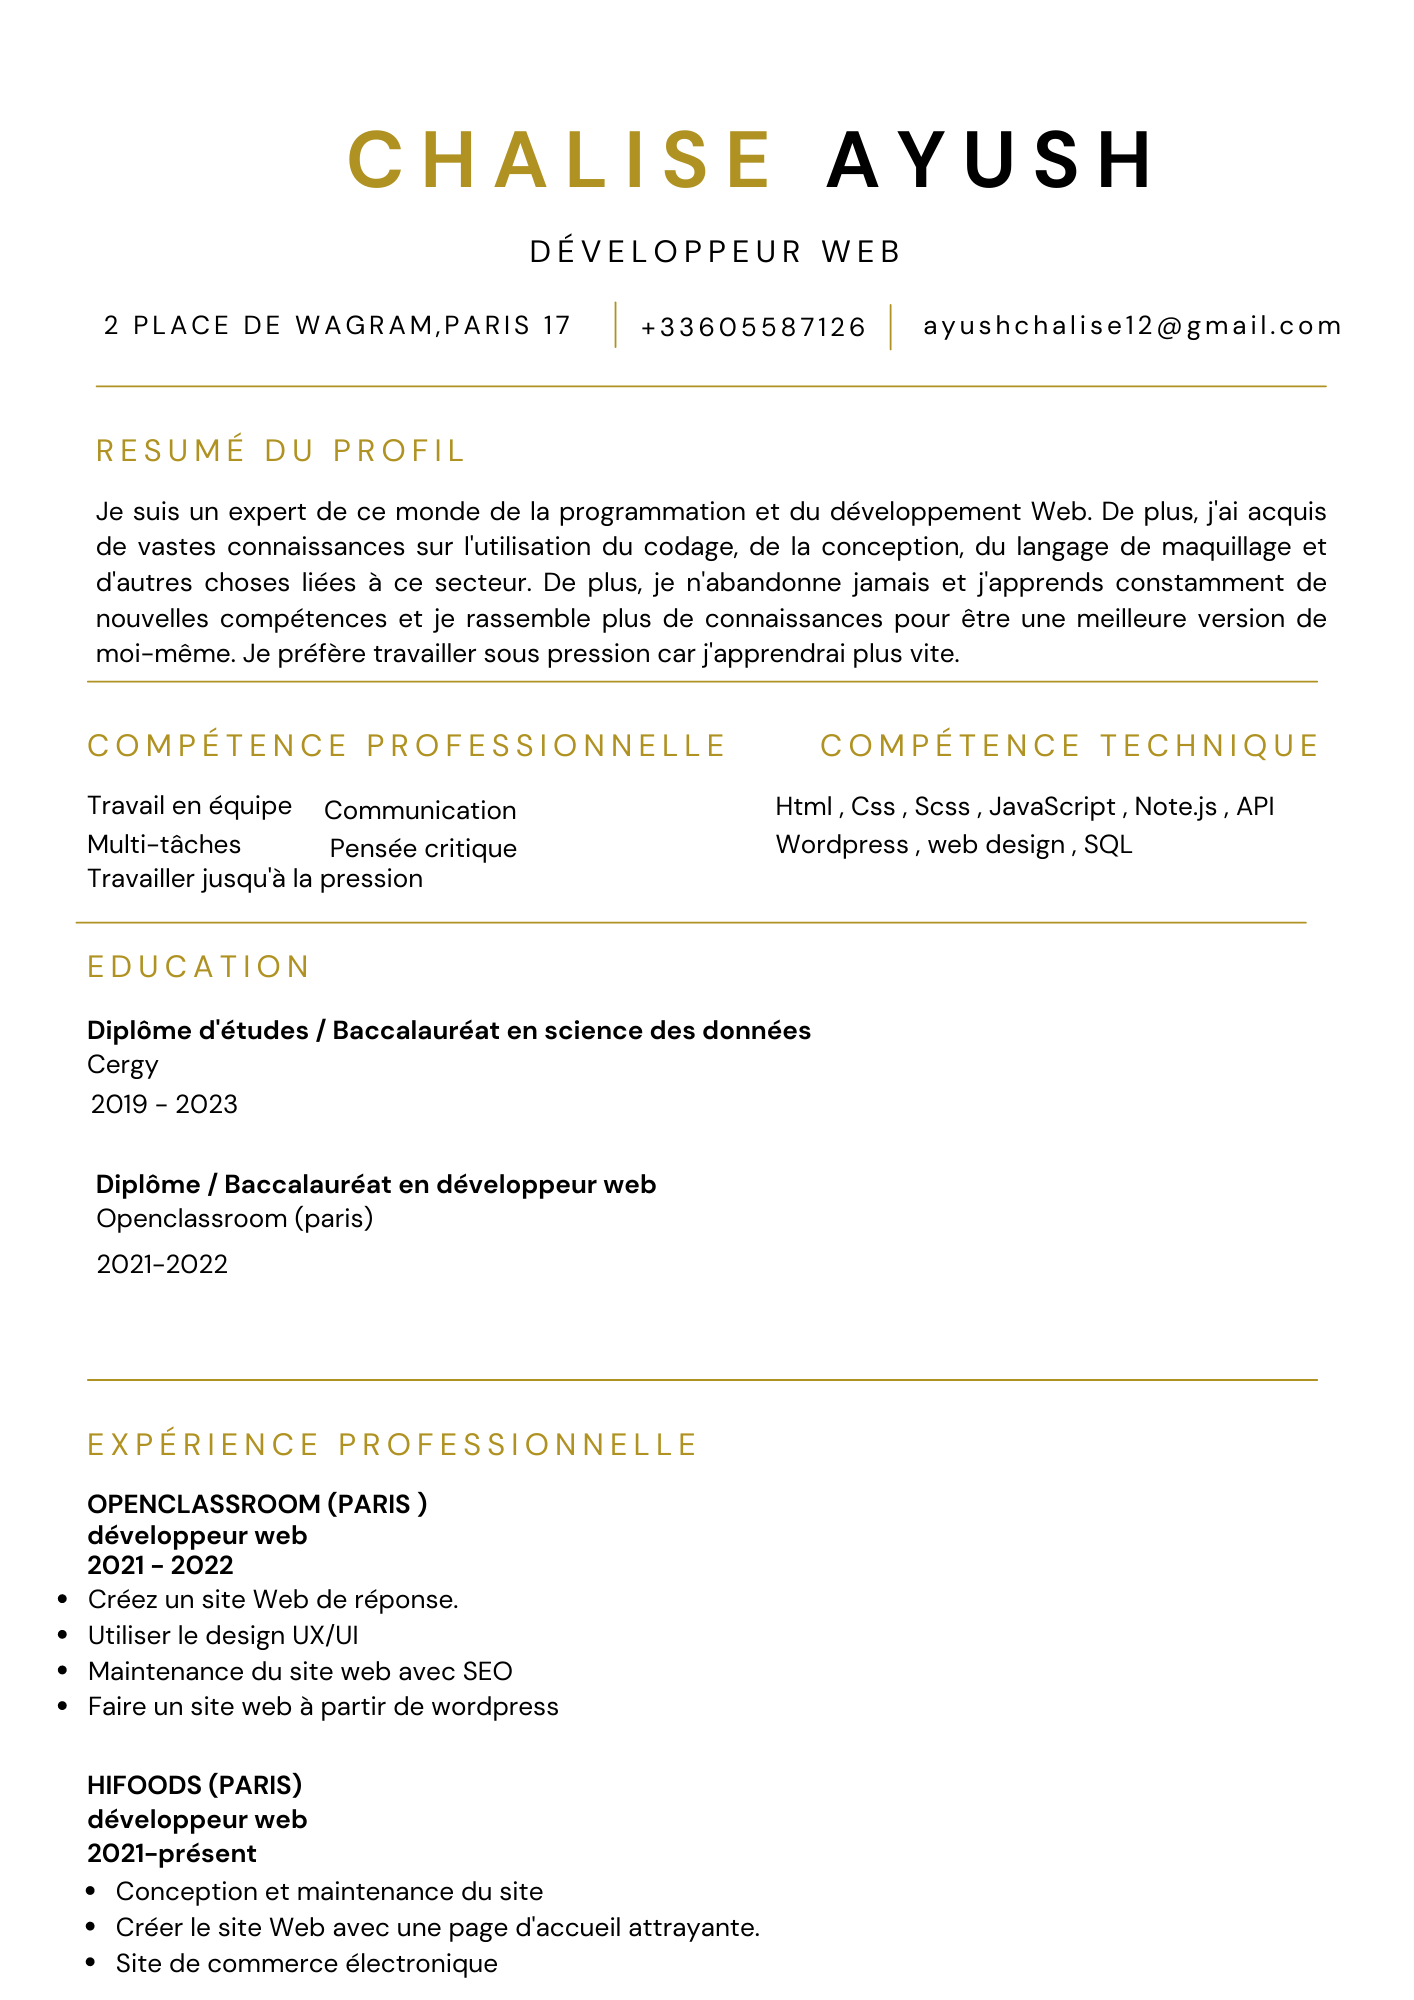 CHALISE AYUSH
DÉVELOPPEUR WEB
2 PLACE DE WAGRAM,PARIS 17
+33605587126
ayushchalise12@gmail.com
RESUMÉ DU PROFIL
Je suis un expert de ce monde de la programmation et du développement Web. De plus, j'ai acquis
de vastes connaissances sur l'utilisation du codage, de la conception, du langage de maquillage et
d'autres choses liées à ce secteur. De plus, je n'abandonne jamais et j'apprends constamment de
nouvelles compétences et je rassemble plus de connaissances pour être une meilleure version de
moi-même. Je préfère travailler sous pression car j'apprendrai plus vite.
COMPÉTENCE PROFESSIONNELLE
Travail en équipe
Communication
Multi-tâches
Pensée critique
Travailler jusqu'à la pression
COMPÉTENCE TECHNIQUE
Html , Css , Scss , JavaScript , Note.js , API
Wordpress , web design , SQL
EDUCATION
Diplôme d'études / Baccalauréat en science des données
Cergy
2019 - 2023
Diplôme / Baccalauréat en développeur web
Openclassroom (paris)
2021-2022
EXPÉRIENCE PROFESSIONNELLE
OPENCLASSROOM (PARIS )
développeur web
2021 - 2022
• Créez un site Web de réponse.
• Utiliser le design UX/UI
• Maintenance du site web avec SEO
• Faire un site web à partir de wordpress
HIFOODS (PARIS)
développeur web
2021-présent
• Conception et maintenance du site
• Créer le site Web avec une page d'accueil attrayante.
• Site de commerce électronique